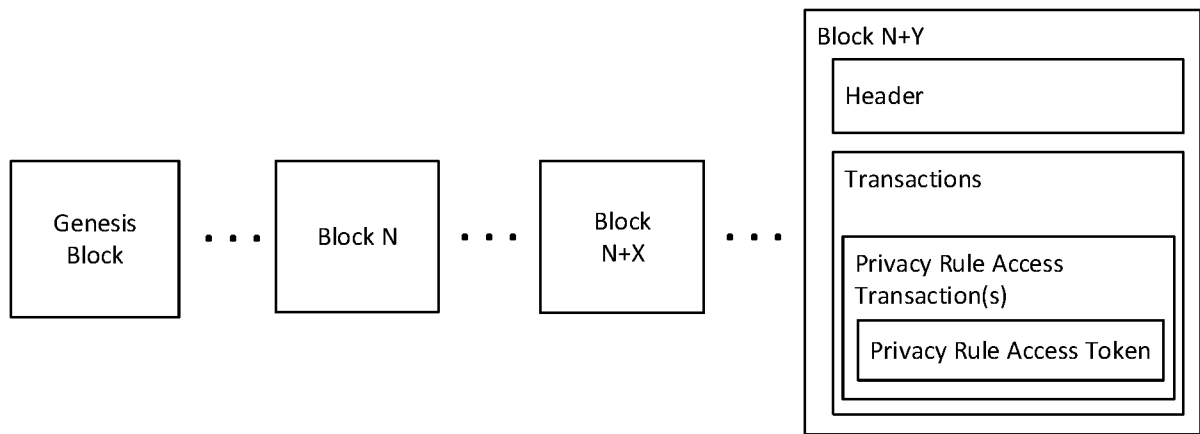 Genesis
Block
Block N
Block
N+X
Block N+Y
Header
Transactions
Privacy Rule Access
Transaction(s)
Privacy Rule Access Token